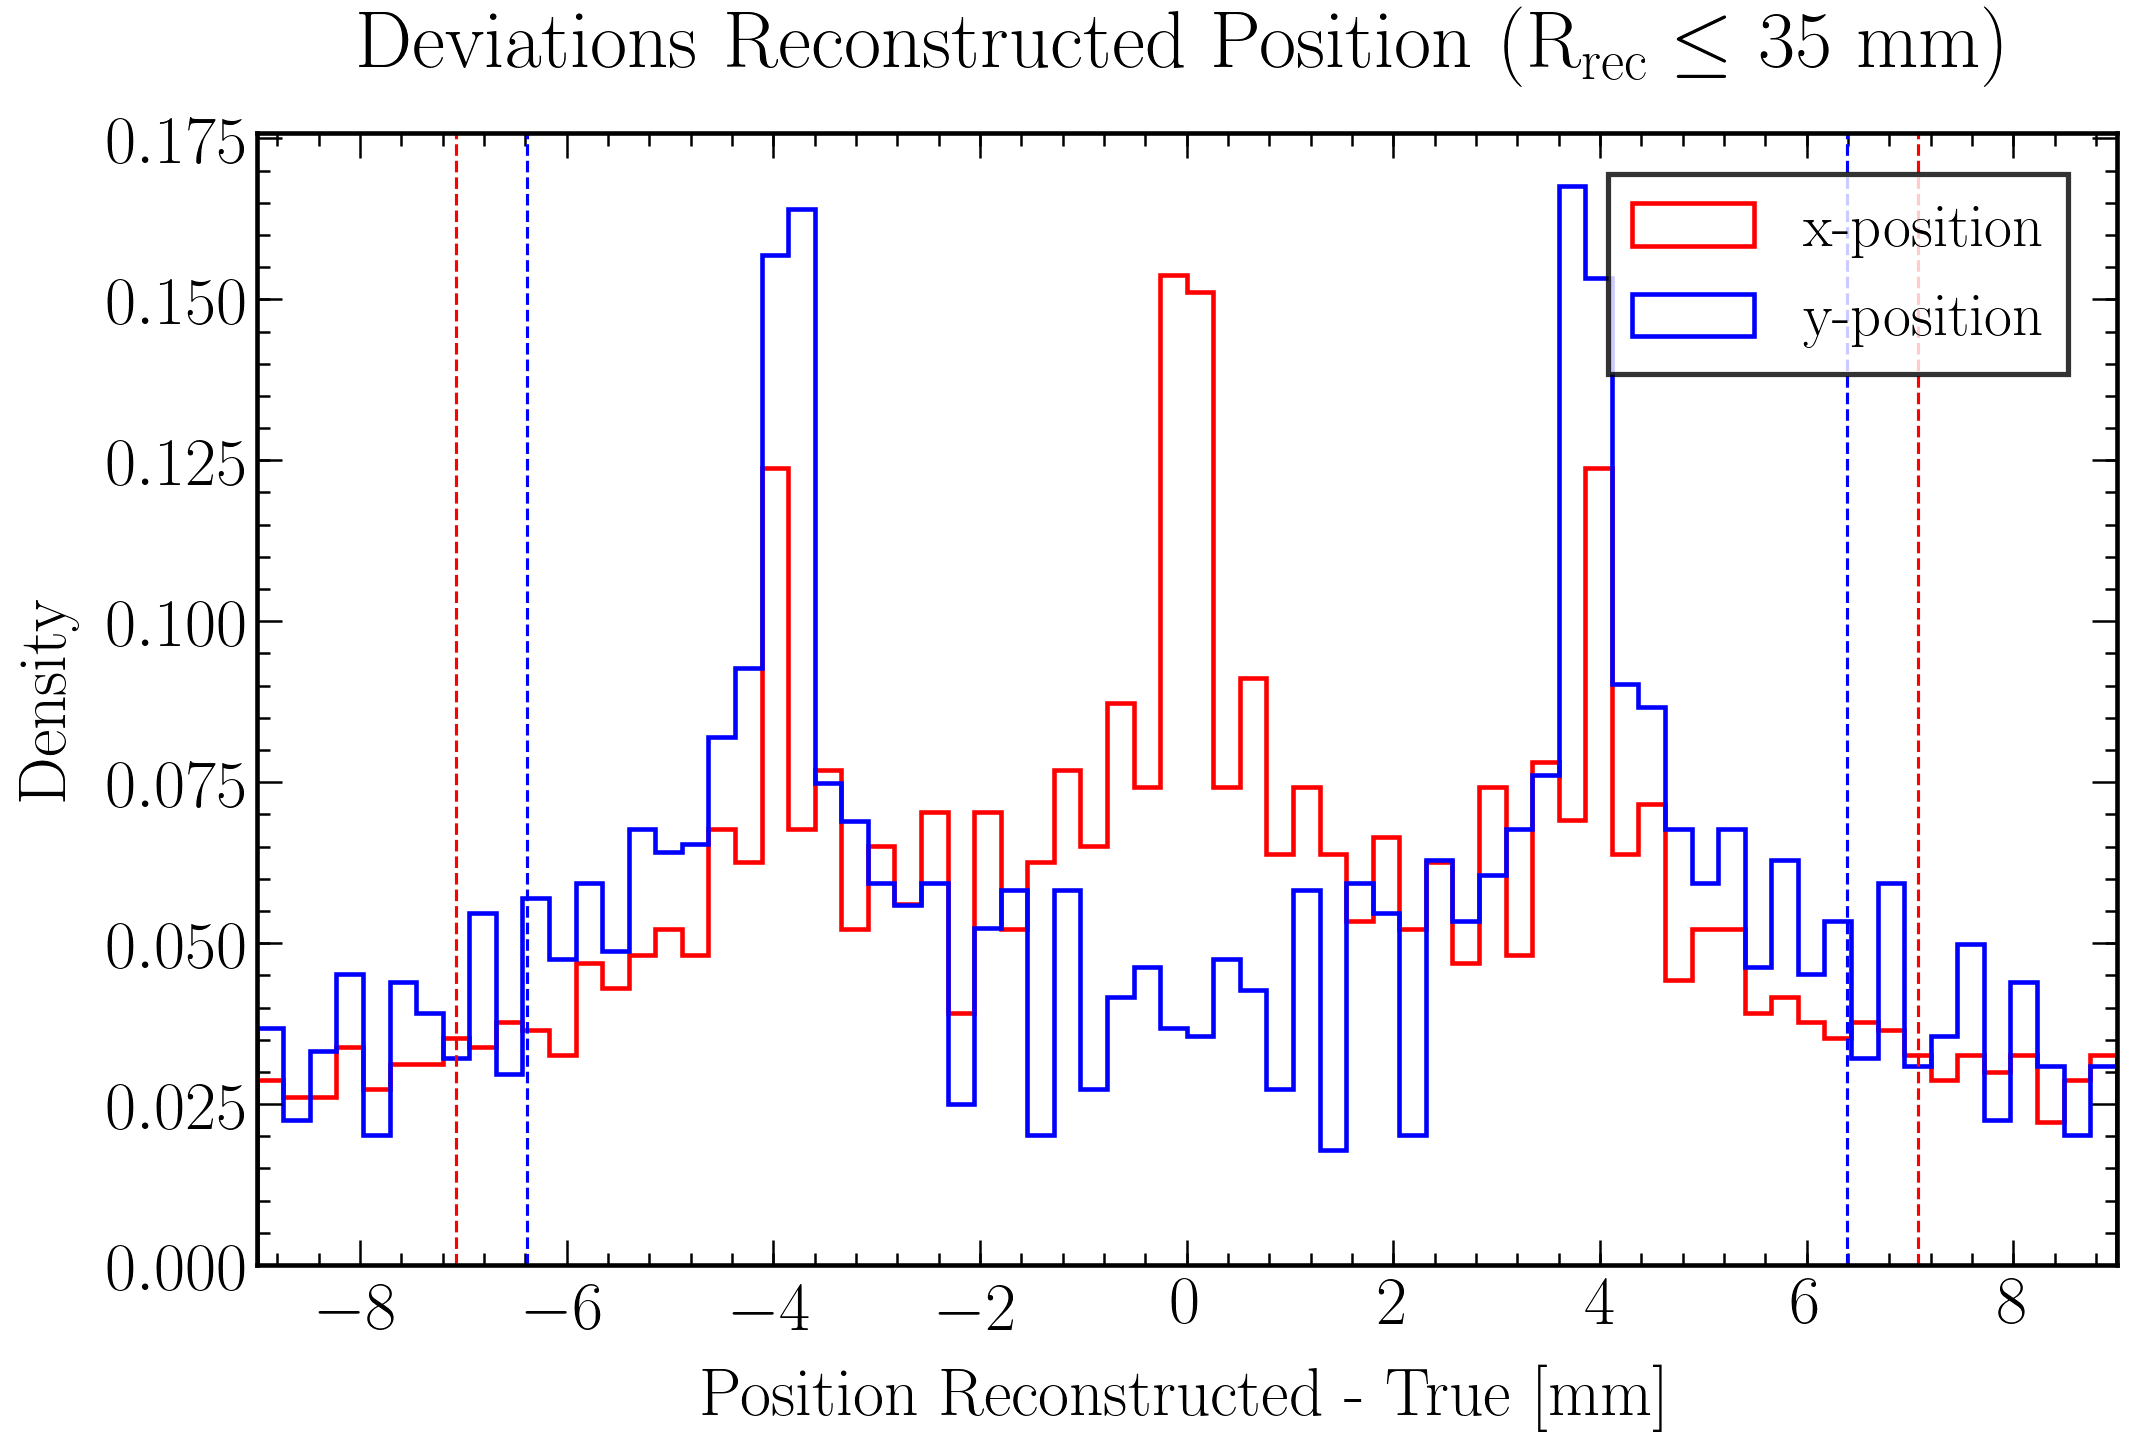 Deviations Reconstructed Position (R_rec ≤ 35 mm)
0.175
0.150
0.125
0.100
0.075
0.050
0.025
0.000
Density
x-position
y-position
−8 −6 −4 −2 0 2 4 6 8
Position Reconstructed - True [mm]